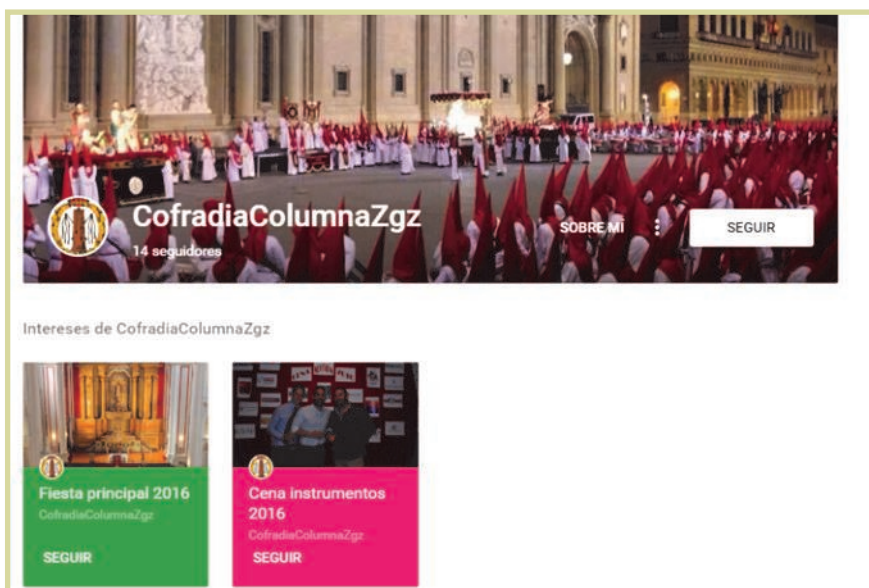 CofradiaColumnaZgz
14 seguidores
SOBRE MÍ
SEGUIR
Intereses de CofradiaColumnaZgz
Fiesta principal 2016
CofradiaColumnaZgz
SEGUIR
Cena instrumentos
2016
CofradiaColumnaZgz
SEGUIR